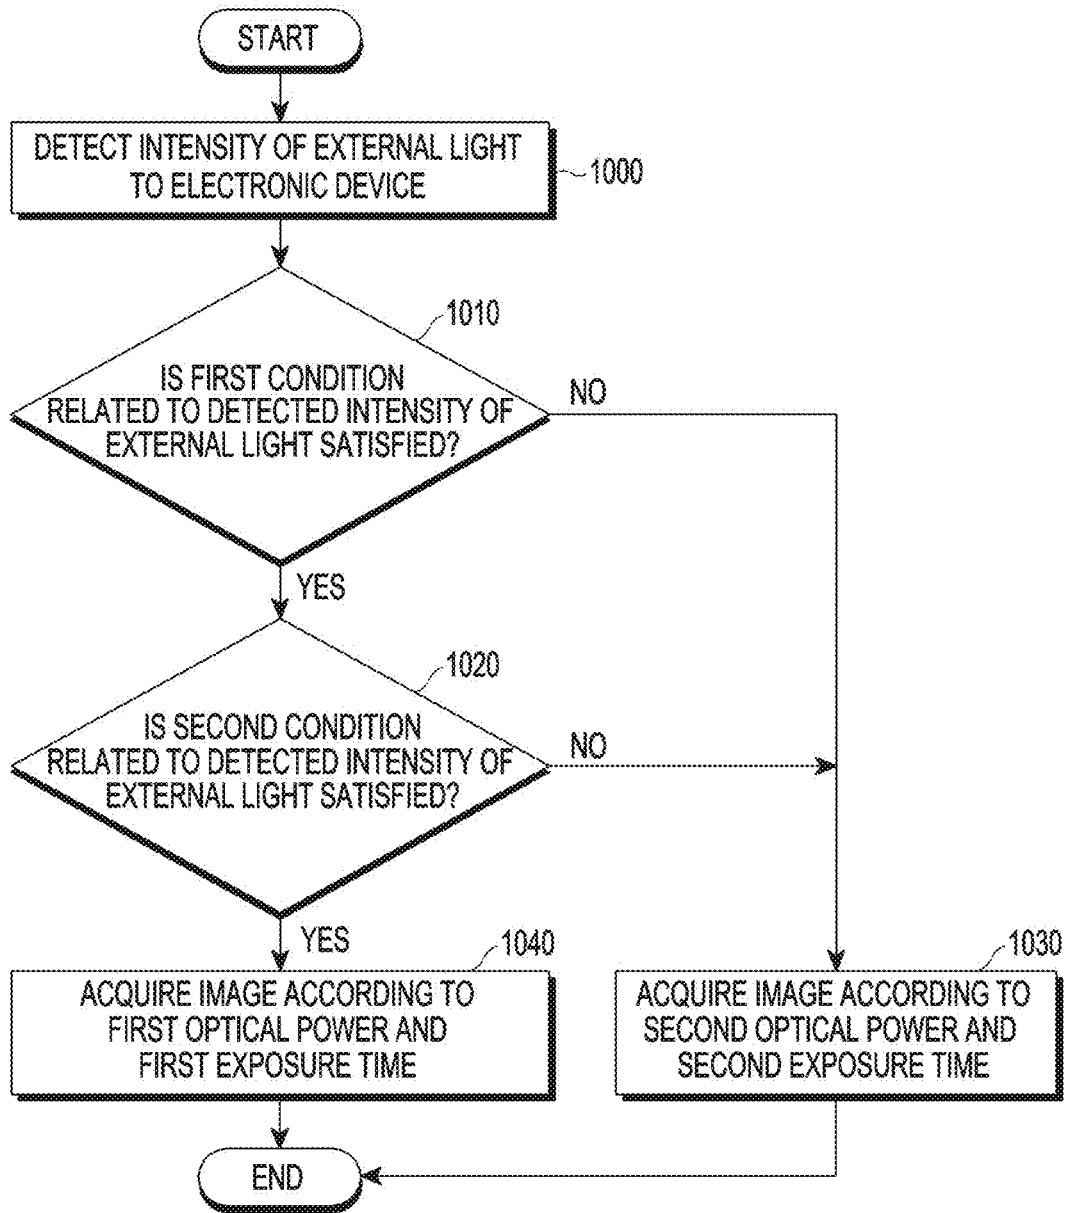 START
DETECT INTENSITY OF EXTERNAL LIGHT
TO ELECTRONIC DEVICE
1000
1010
IS FIRST CONDITION
RELATED TO DETECTED INTENSITY OF
EXTERNAL LIGHT SATISFIED?
NO
YES
1020
IS SECOND CONDITION
RELATED TO DETECTED INTENSITY OF
EXTERNAL LIGHT SATISFIED?
NO
YES
1040
ACQUIRE IMAGE ACCORDING TO
FIRST OPTICAL POWER AND
FIRST EXPOSURE TIME
1030
ACQUIRE IMAGE ACCORDING TO
SECOND OPTICAL POWER AND
SECOND EXPOSURE TIME
END